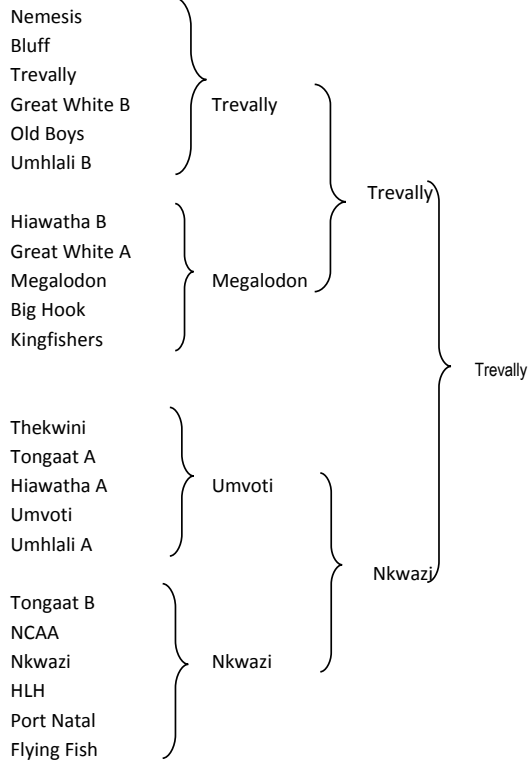 Nemesis
Bluff
Trevally
Great White B
Old Boys
Umhlali B
Trevally
Hiawatha B
Great White A
Megalodon
Big Hook
Kingfishers
Megalodon
Trevally
Thekwini
Tongaat A
Hiawatha A
Umvoti
Umhlali A
Umvoti
Tongaat B
NCAA
Nkwazi
HLH
Port Natal
Flying Fish
Nkwazi
Nkwazi
Trevally